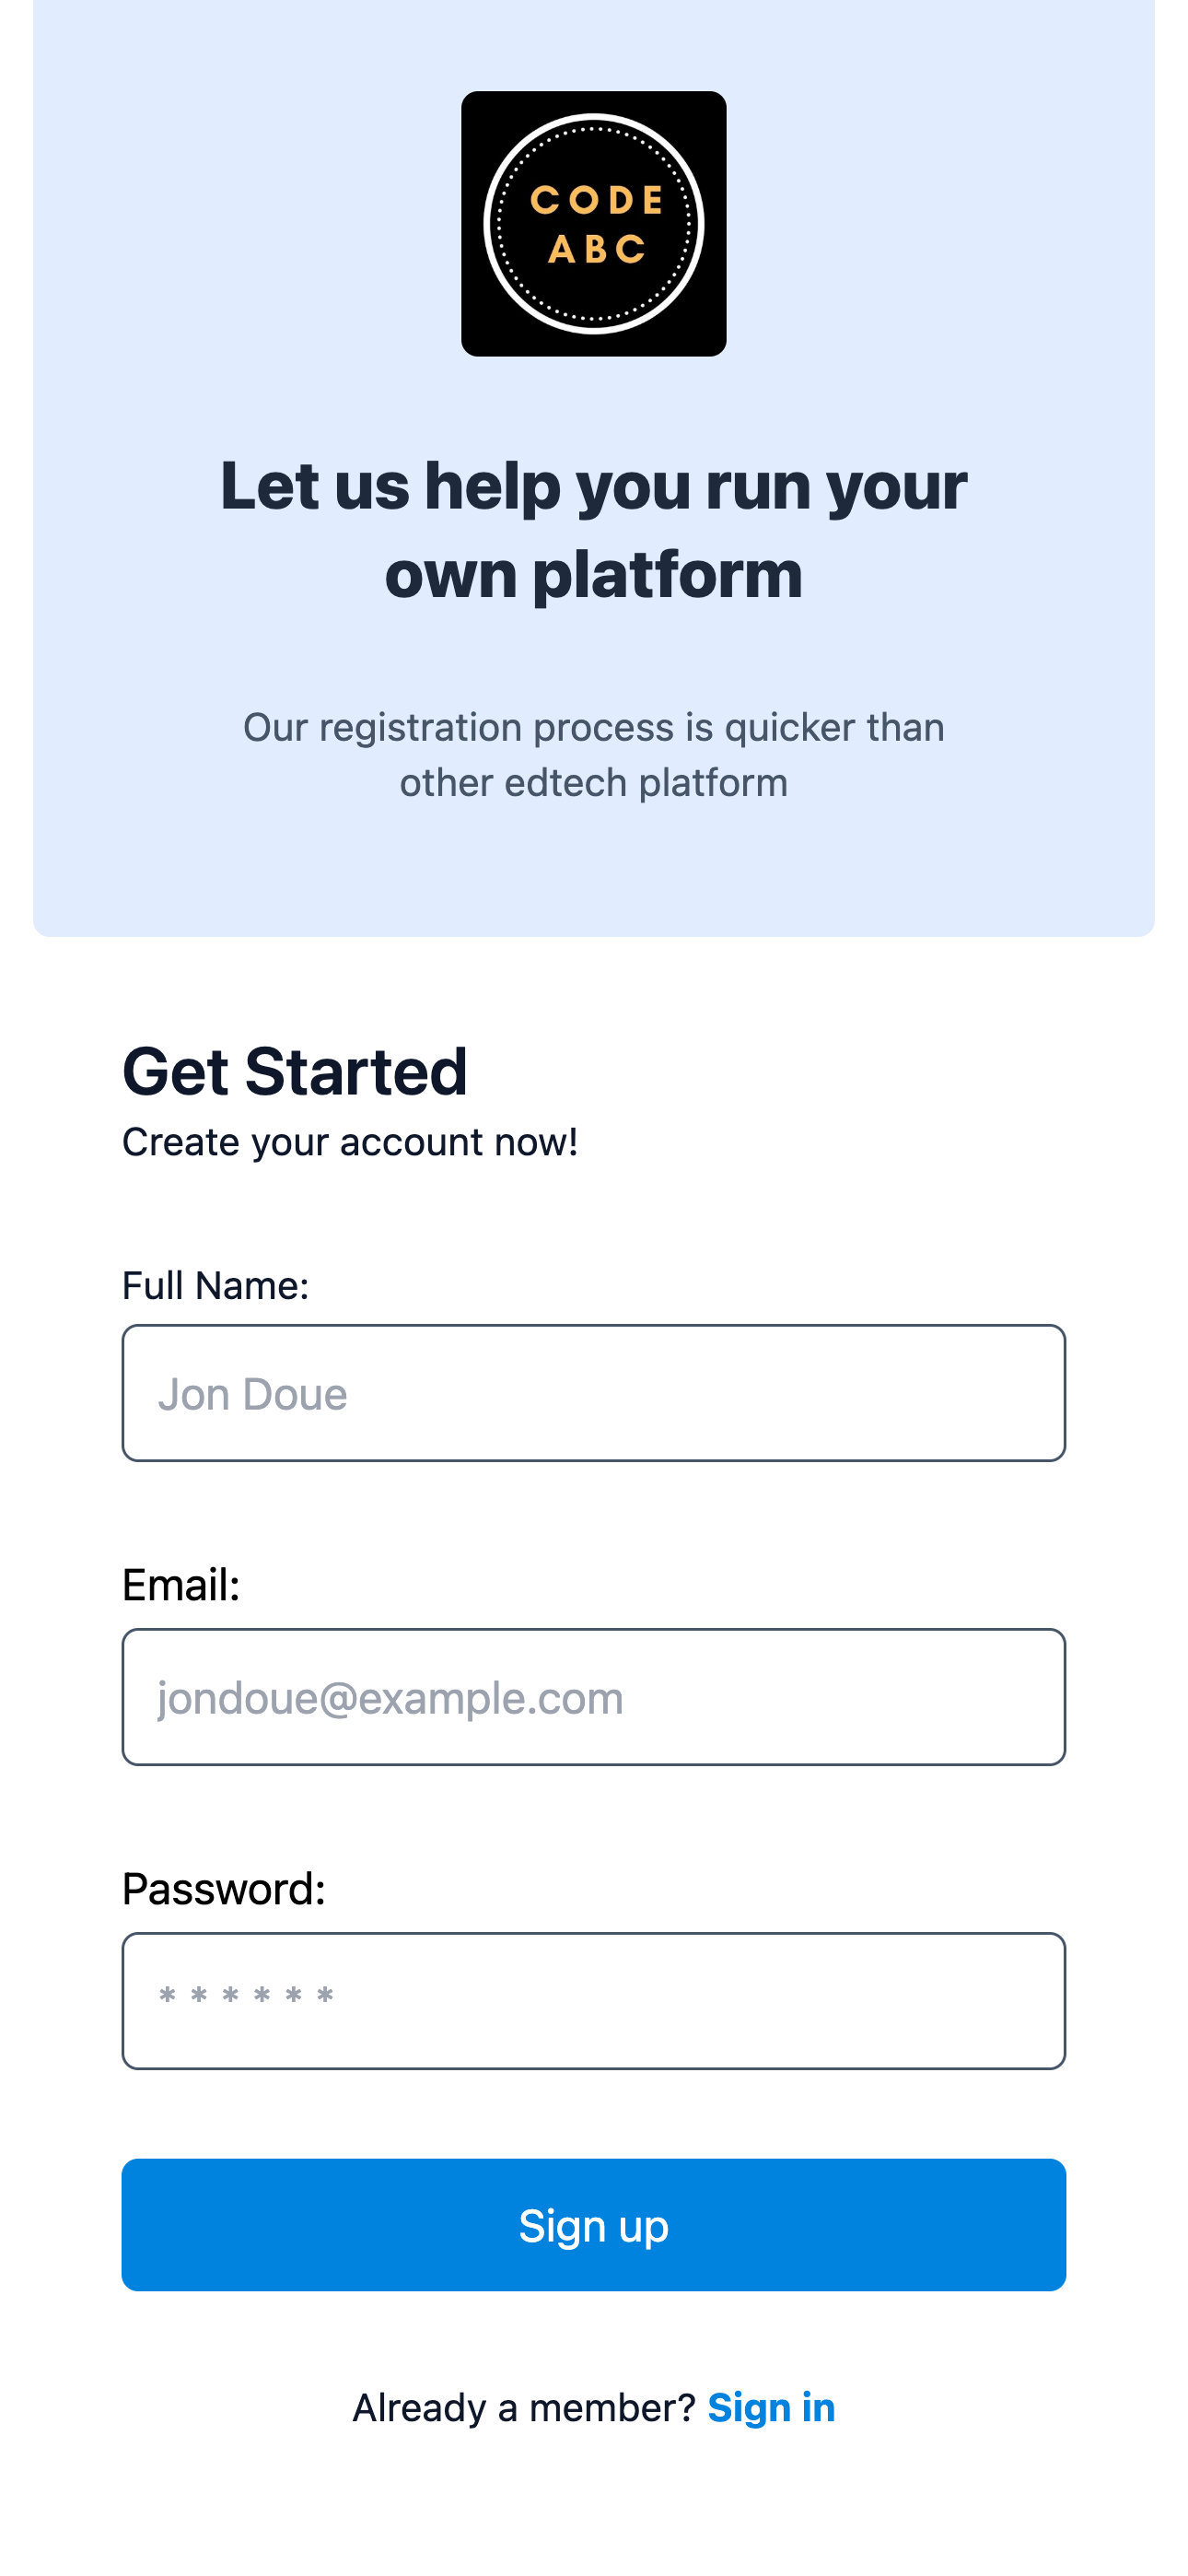 CODE
ABC
Let us help you run your
own platform
Our registration process is quicker than
other edtech platform
Get Started
Create your account now!
Full Name:
Jon Doue
Email:
jondoue@example.com
Password:
* * * * * *
Sign up
Already a member? Sign in